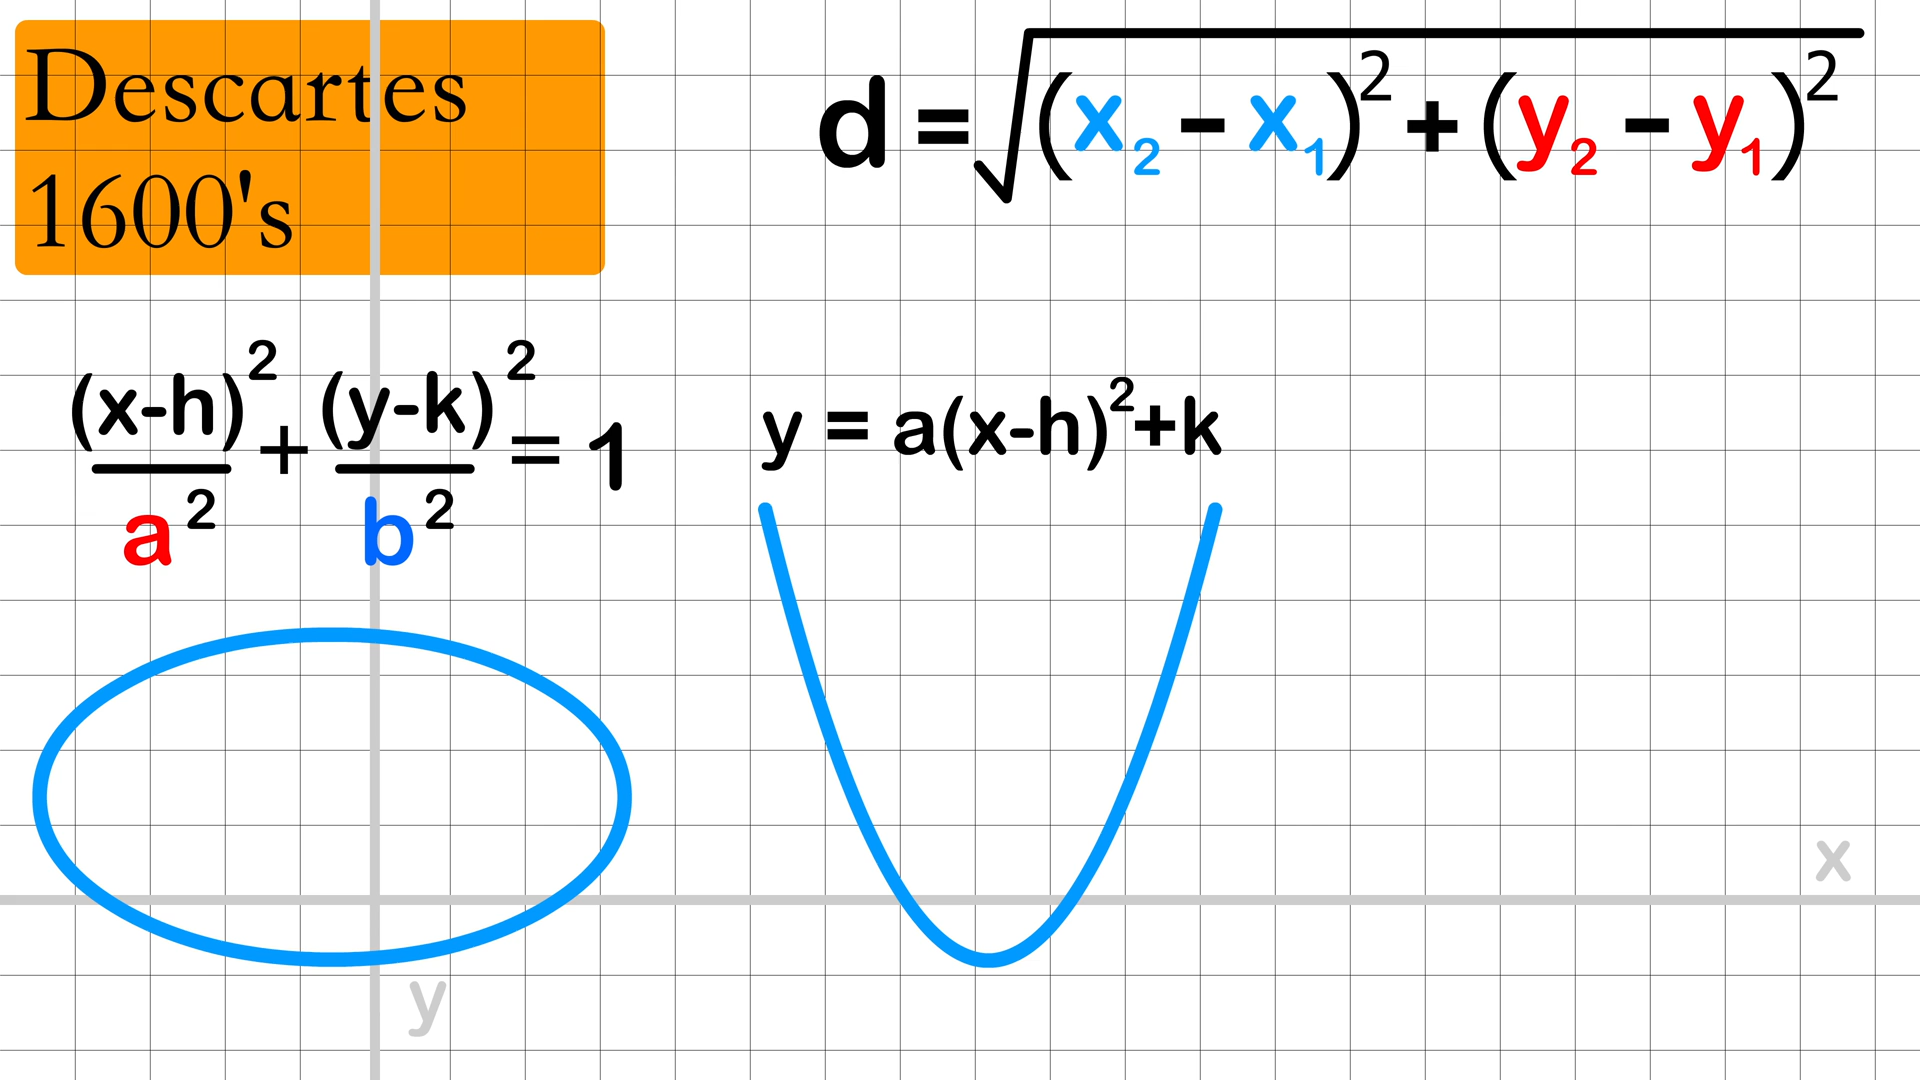 Descartes
1600's
d = √(x₂ - x₁)² + (y₂ - y₁)²
(x-h)²/a² + (y-k)²/b² = 1
y = a(x-h)²+k
x
y